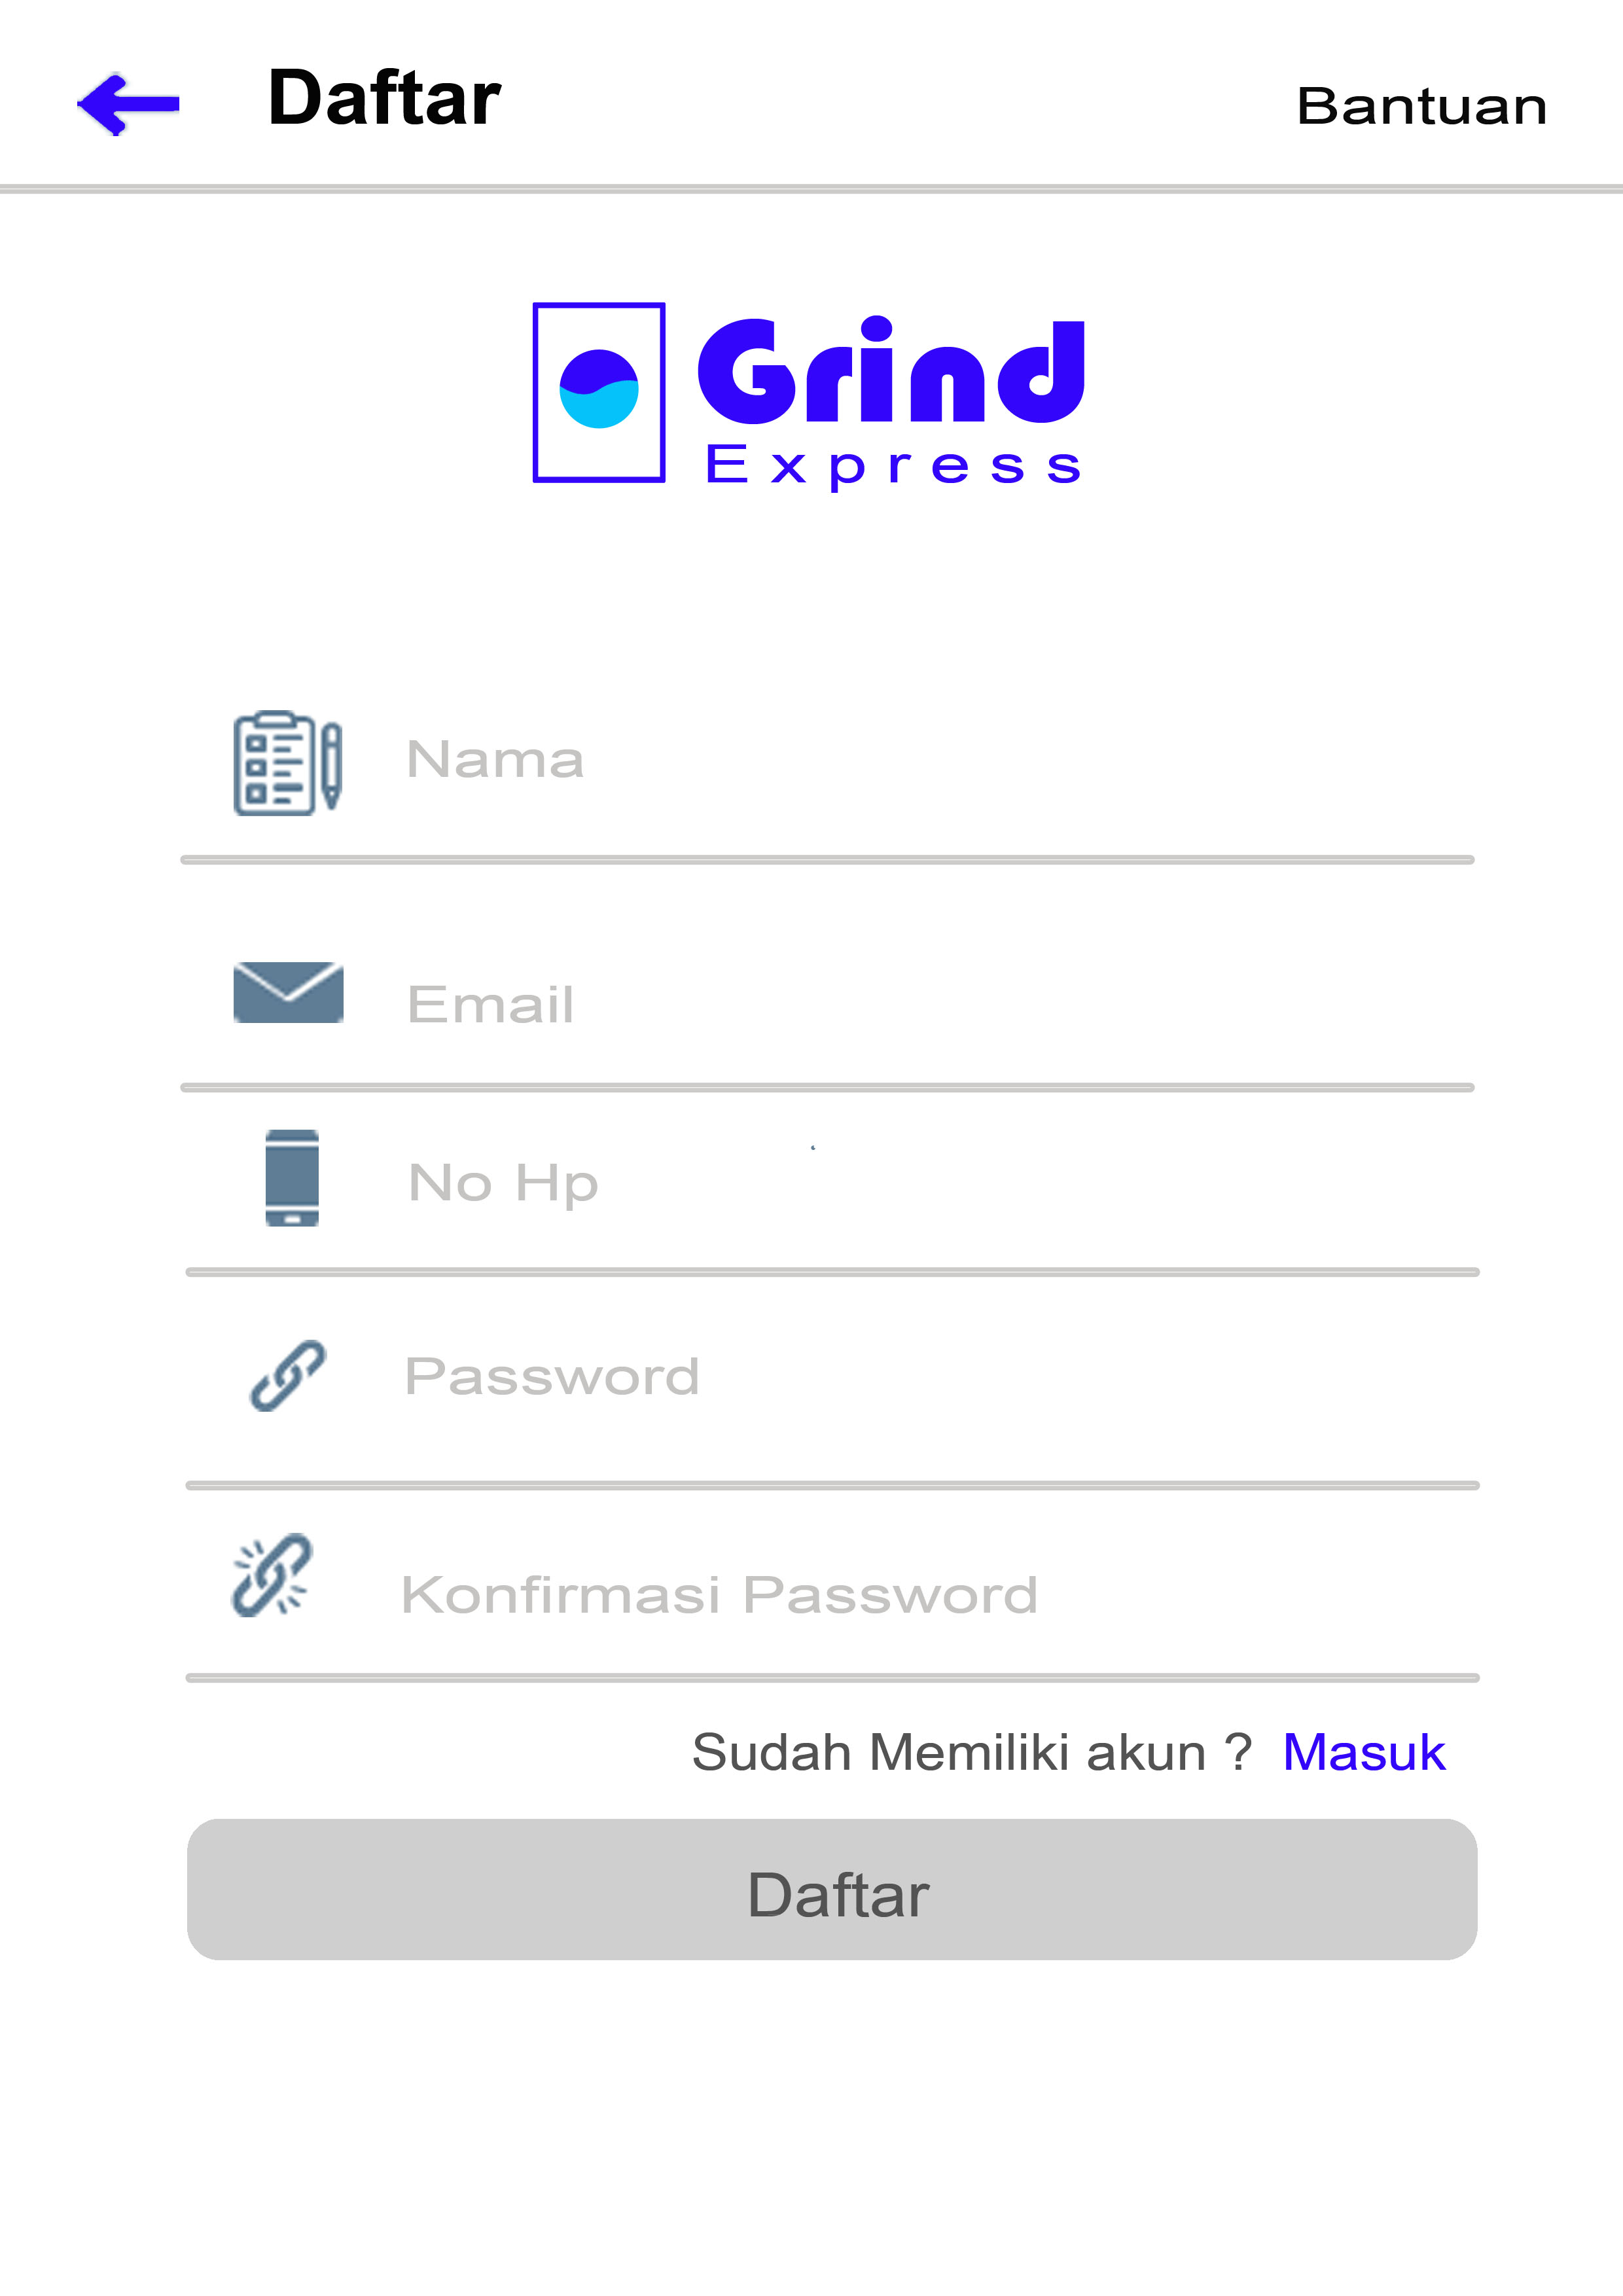 Daftar
Bantuan
Grind
Express
Nama
Email
No Hp
Password
Konfirmasi Password
Sudah Memiliki akun ? Masuk
Daftar